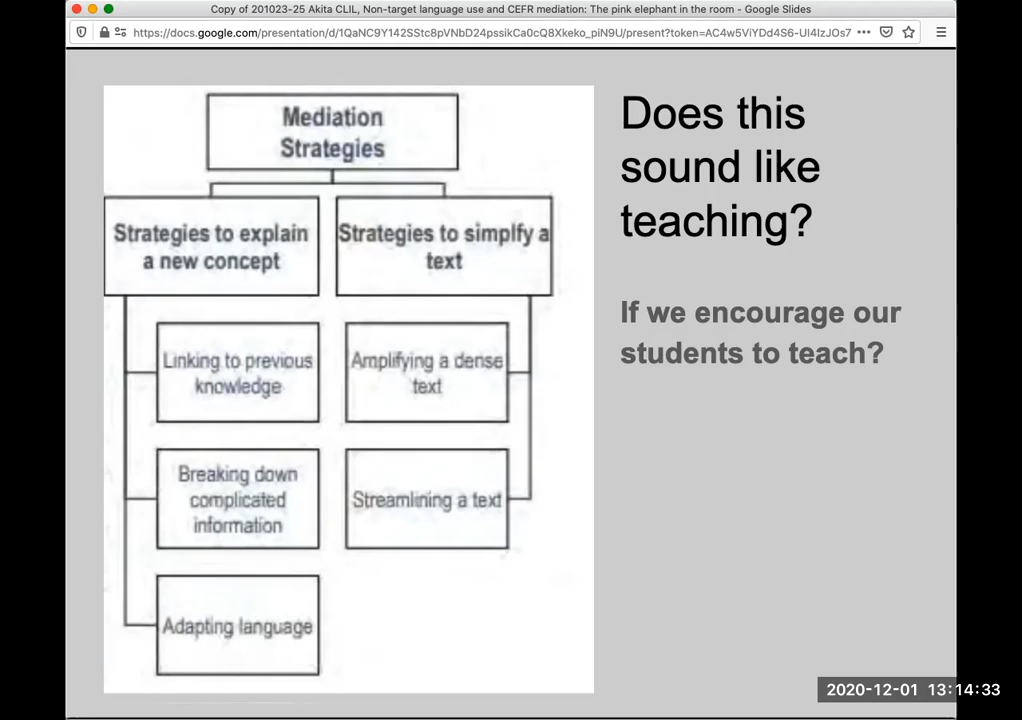 Copy of 201023-25 Akita CLIL, Non-target language use and CEFR mediation: The pink elephant in the room - Google Slides
https://docs.google.com/presentation/d/1QaNC9Y142SStc8pVNbD24pssikCa0cQ8Xkeko_piN9U/present?token=AC4w5ViYDd4S6-UI4IzJOs7
Mediation
Strategies
Strategies to explain
a new concept
Strategies to simplfy a
text
Linking to previous
knowledge
Amplifying a dense
text
Breaking down
complicated
information
Streamlining a text
Adapting language
Does this
sound like
teaching?
If we encourage our
students to teach?
2020-12-01 13:14:33